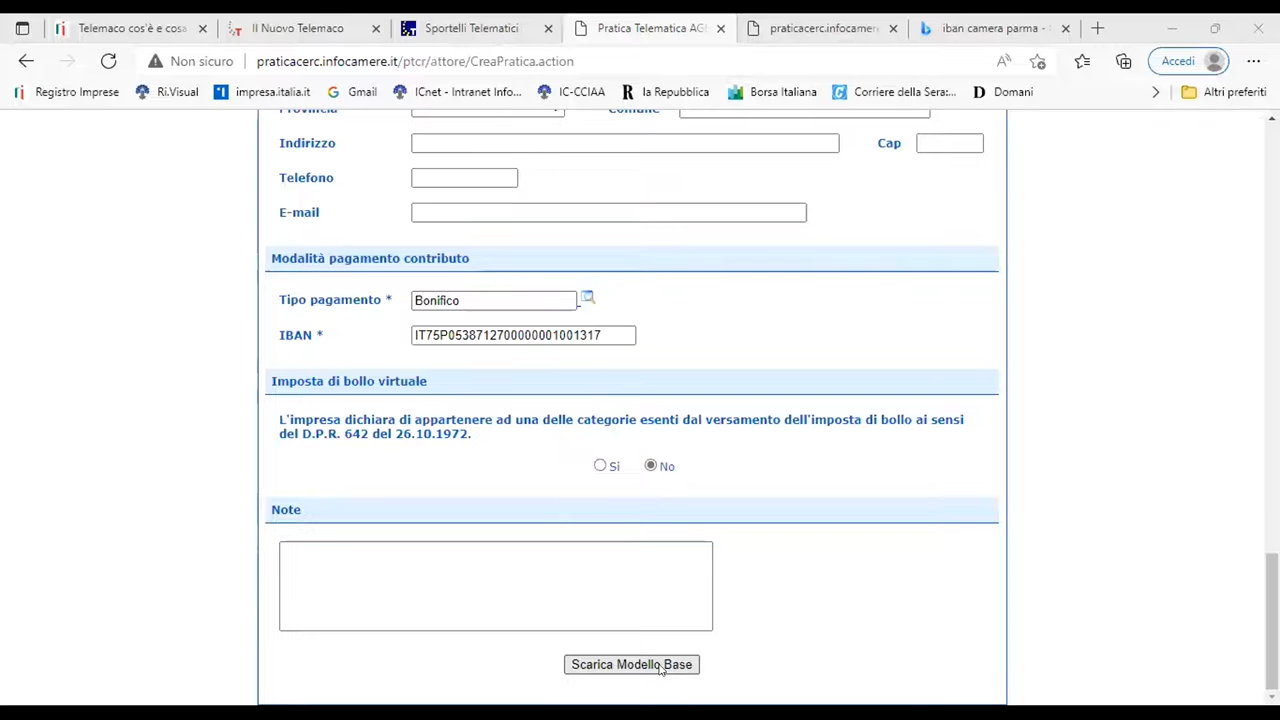 Telemaco cos'è e cosa
Il Nuovo Telemaco
Sportelli Telematici
Pratica Telematica AG
praticacerc.infocamere
iban camera parma -
Non sicuro
praticacerc.infocamere.it/ptcr/attore/CreaPratica.action
Accedi
Registro Imprese
Ri.Visual
impresa.italia.it
Gmail
ICnet - Intranet Info...
IC-CCIAA
la Repubblica
Borsa Italiana
Corriere della Sera:...
Domani
Altri preferiti
Provincia
Comune
Indirizzo
Cap
Telefono
E-mail
Modalità pagamento contributo
Tipo pagamento *
Bonifico
IBAN *
IT75P0538712700000001001317
Imposta di bollo virtuale
L'impresa dichiara di appartenere ad una delle categorie esenti dal versamento dell'imposta di bollo ai sensi
del D.P.R. 642 del 26.10.1972.
Si
No
Note
Scarica Modello Base